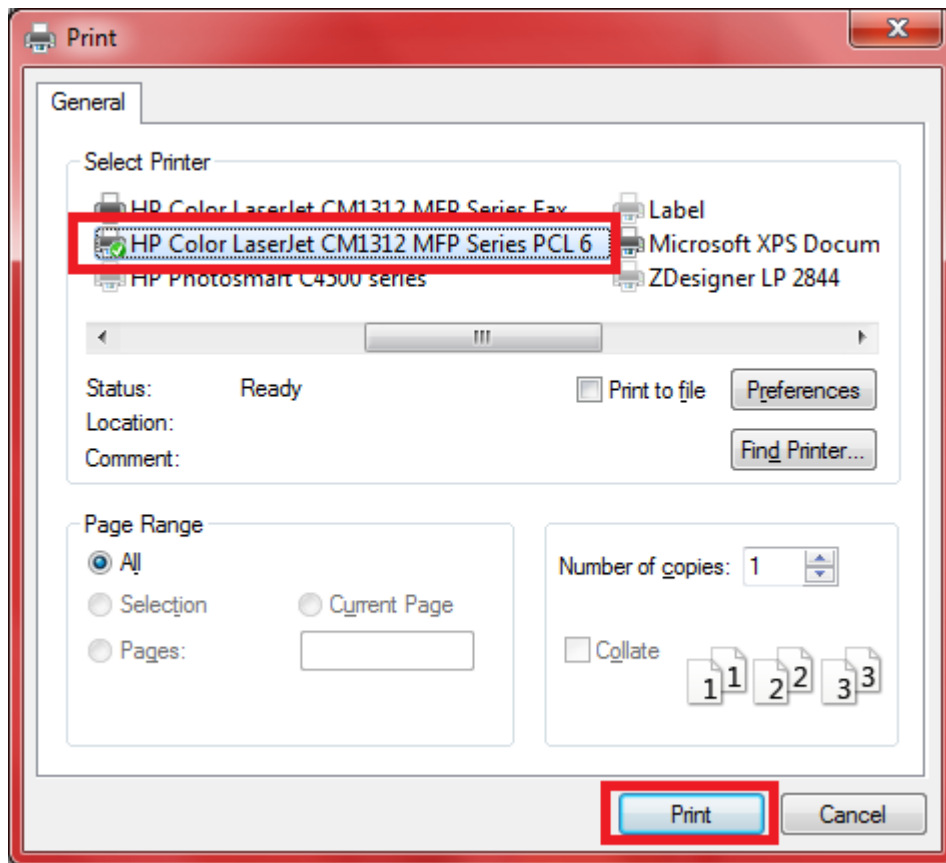 Print
General
Select Printer
HP Color LaserJet CM1312 MFP Series Fax
Label
HP Color LaserJet CM1312 MFP Series PCL 6
Microsoft XPS Docum
HP Photosmart C4500 series
ZDesigner LP 2844
Status: Ready
Print to file
Preferences
Location:
Comment:
Find Printer...
Page Range
All
Selection
Current Page
Pages:
Number of copies: 1
Collate
1 1 2 2 3 3
Print
Cancel